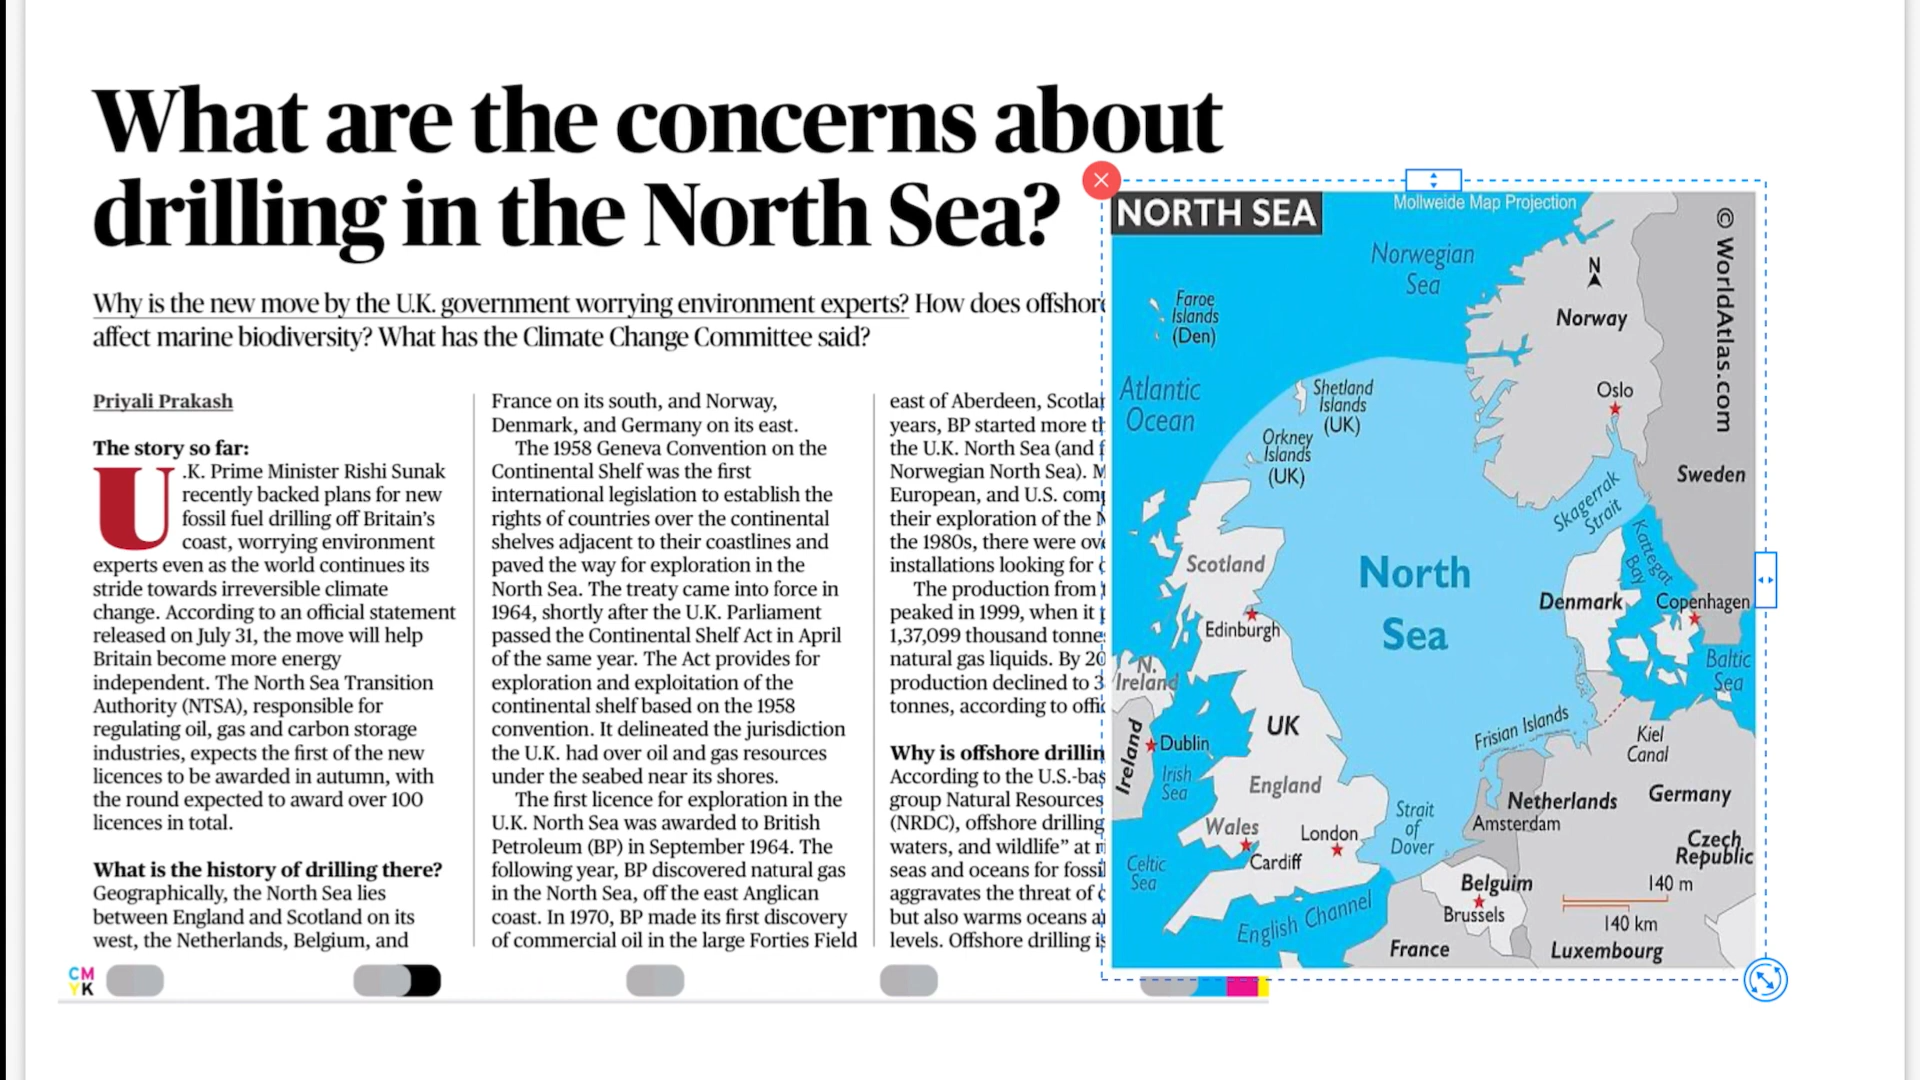 What are the concerns about
drilling in the North Sea?
Why is the new move by the U.K. government worrying environment experts? How does offshore
affect marine biodiversity? What has the Climate Change Committee said?
Priyali Prakash
The story so far:
U.K. Prime Minister Rishi Sunak
recently backed plans for new
fossil fuel drilling off Britain's
coast, worrying environment
experts even as the world continues its
stride towards irreversible climate
change. According to an official statement
released on July 31, the move will help
Britain become more energy
independent. The North Sea Transition
Authority (NTSA), responsible for
regulating oil, gas and carbon storage
industries, expects the first of the new
licences to be awarded in autumn, with
the round expected to award over 100
licences in total.
What is the history of drilling there?
Geographically, the North Sea lies
between England and Scotland on its
west, the Netherlands, Belgium, and
France on its south, and Norway,
Denmark, and Germany on its east.
The 1958 Geneva Convention on the
Continental Shelf was the first
international legislation to establish the
rights of countries over the continental
shelves adjacent to their coastlines and
paved the way for exploration in the
North Sea. The treaty came into force in
1964, shortly after the U.K. Parliament
passed the Continental Shelf Act in April
of the same year. The Act provides for
exploration and exploitation of the
continental shelf based on the 1958
convention. It delineated the jurisdiction
the U.K. had over oil and gas resources
under the seabed near its shores.
The first licence for exploration in the
U.K. North Sea was awarded to British
Petroleum (BP) in September 1964. The
following year, BP discovered natural gas
in the North Sea, off the east Anglican
coast. In 1970, BP made its first discovery
of commercial oil in the large Forties Field
east of Aberdeen,
years, BP started more
the U.K. North Sea (and
Norwegian North Sea).
European, and U.S.
their exploration of the
the 1980s, there were
installations looking for
The production from
peaked in 1999, when it
1,37,099 thousand
natural gas liquids. By
production declined to
tonnes, according to
Why is offshore
According to the
group Natural Resources
(NRDC), offshore drilling
waters, and wildlife" at
seas and oceans for
aggravates the threat of
but also warms oceans
levels. Offshore drilling
CM
YK
NORTH SEA
Mollweide Map Projection
© WorldAtlas.com
Norwegian
Sea
N
Faroe
Islands
(Den)
Norway
Atlantic
Ocean
Shetland
Islands
(UK)
Oslo
Orkney
Islands
(UK)
Sweden
Skagerrak
Strait
Kattegat
Bay
Scotland
North
Sea
Denmark
Copenhagen
Edinburgh
Baltic
Sea
N.
Ireland
Ireland
Dublin
UK
Frisian Islands
Kiel
Canal
Irish
Sea
England
Netherlands
Germany
Amsterdam
Strait
of
Dover
Wales
London
Cardiff
Czech
Republic
Celtic
Sea
Belguim
Brussels
140 m
140 km
English Channel
France
Luxembourg